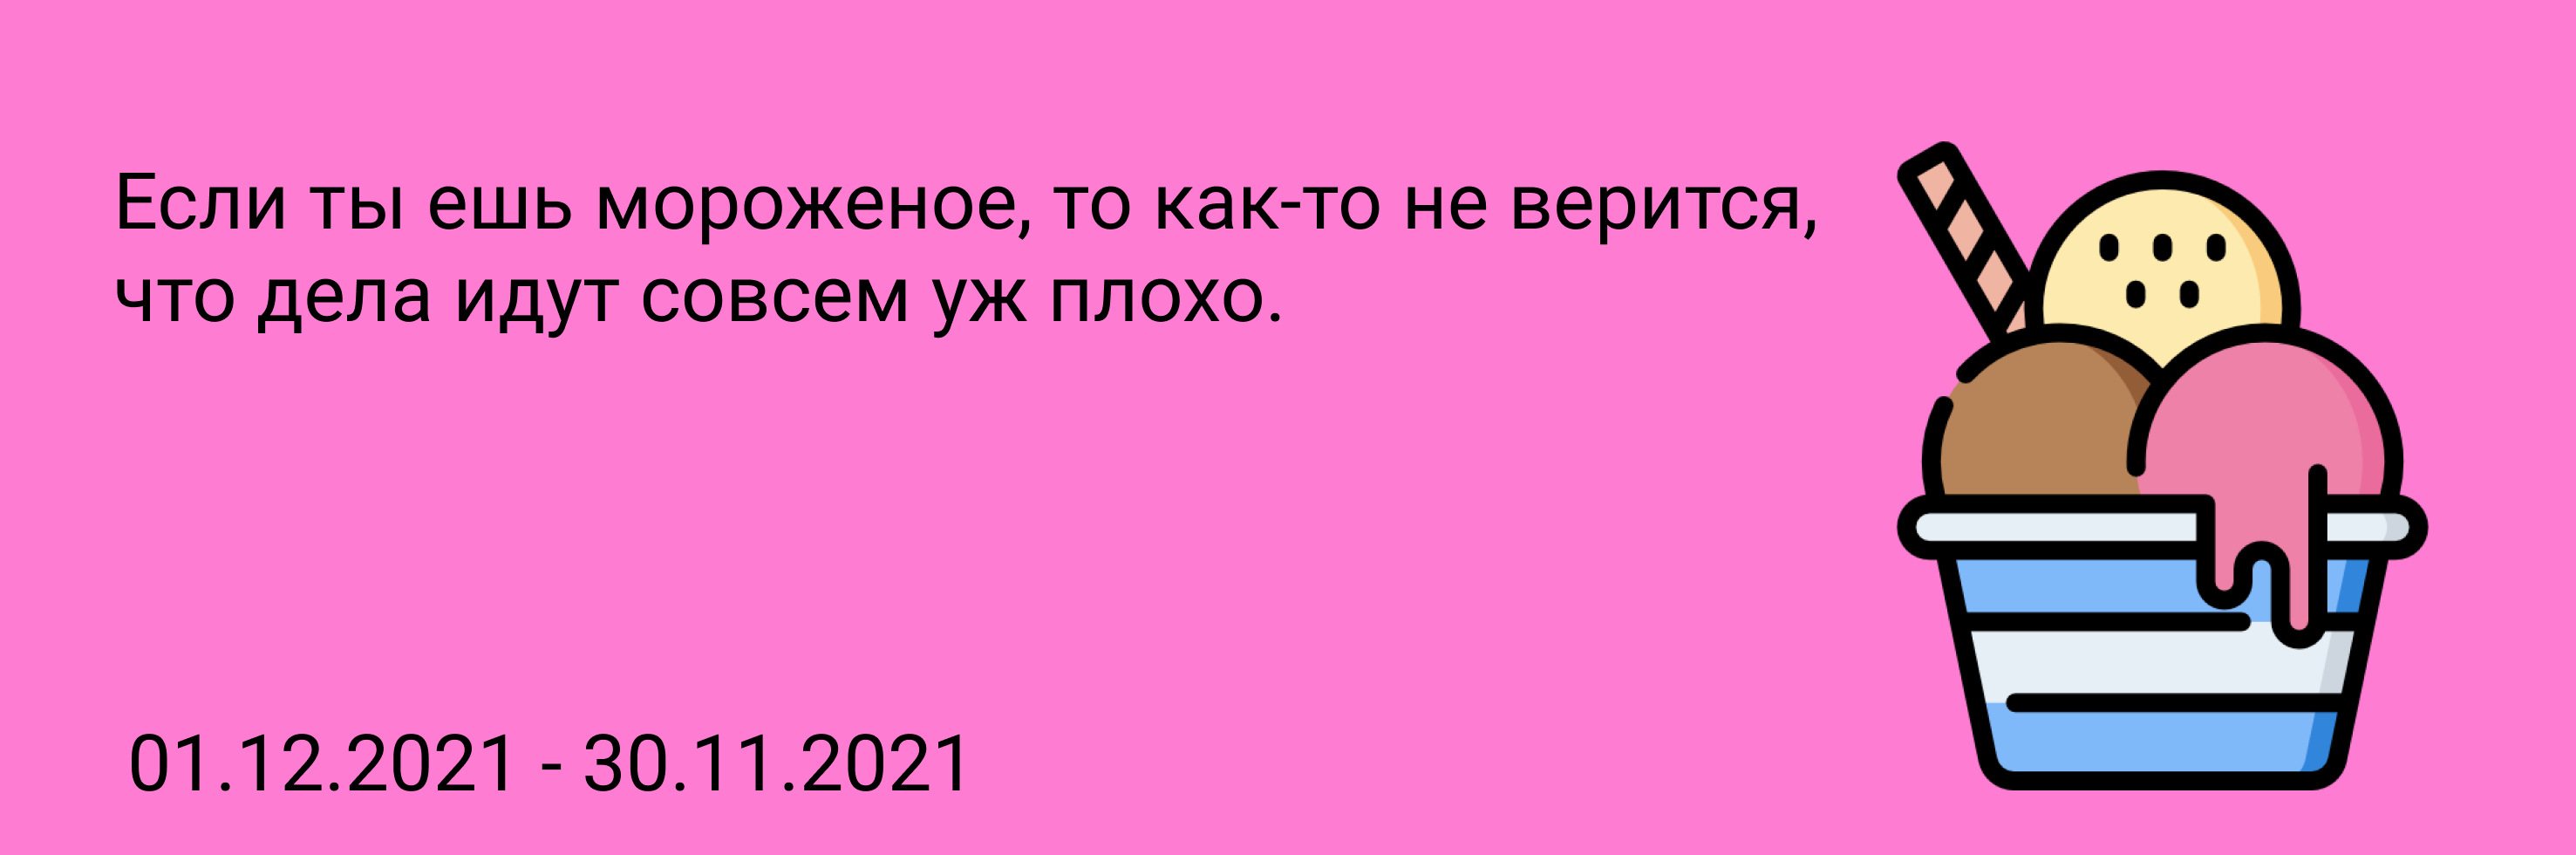 Если ты ешь мороженое, то как-то не верится,
что дела идут совсем уж плохо.
01.12.2021 - 30.11.2021